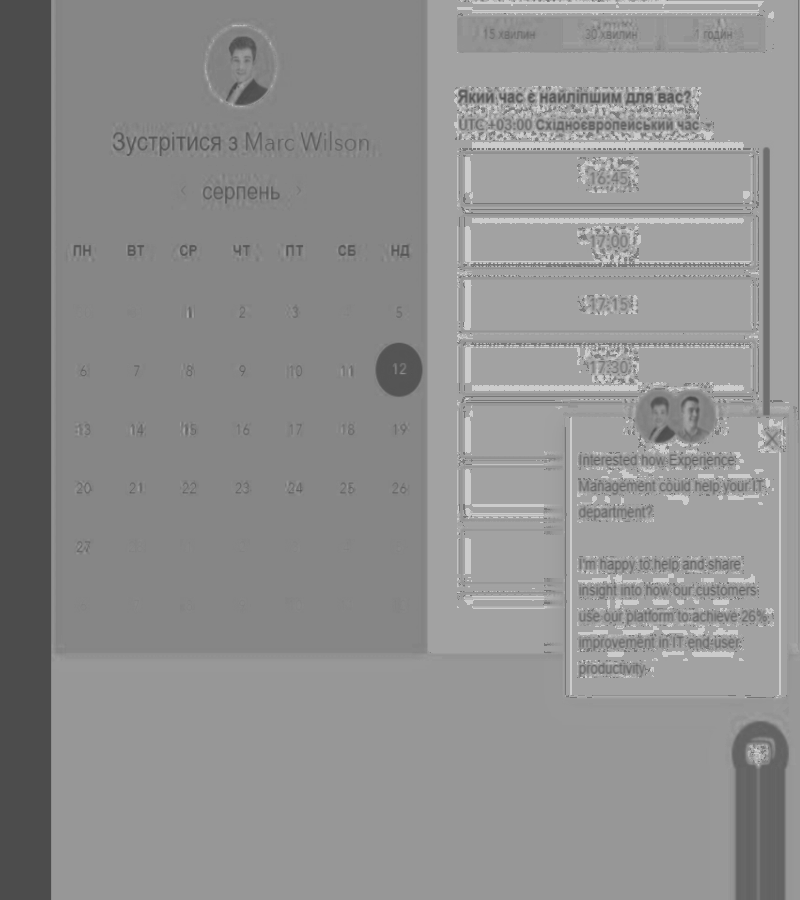 15 хвилин 30 хвилин 1 годин
Який час є найліпшим для вас?
UTC +03:00 Східноєвропейський час
Зустрітися з Marc Wilson
серпень
ПН ВТ СР ЧТ ПТ СБ НД
1 2 3 5
6 7 8 9 10 11 12
13 14 15 16 17 18 19
20 21 22 23 24 25 26
27
16:45
17:00
17:15
17:30
Interested how Experience
Management could help your IT
department?
I'm happy to help and share
insight into how our customers
use our platform to achieve 26%
improvement in IT end-user
productivity.